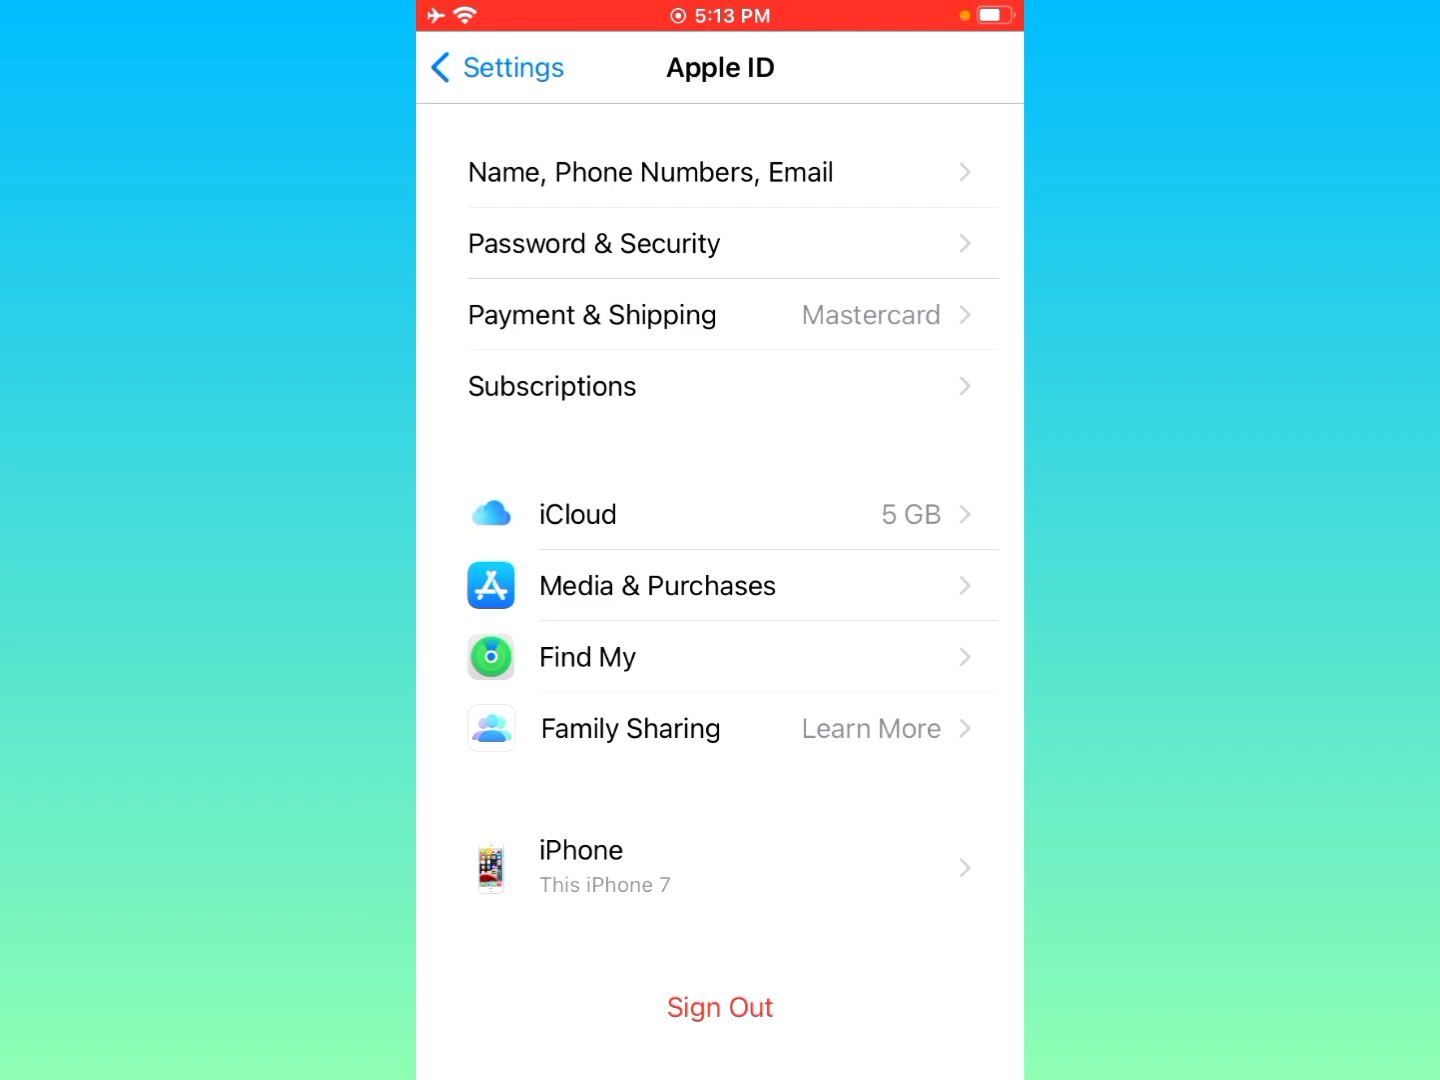 5:13 PM
Settings
Apple ID
Name, Phone Numbers, Email
Password & Security
Payment & Shipping Mastercard
Subscriptions
iCloud 5 GB
Media & Purchases
Find My
Family Sharing Learn More
iPhone
This iPhone 7
Sign Out